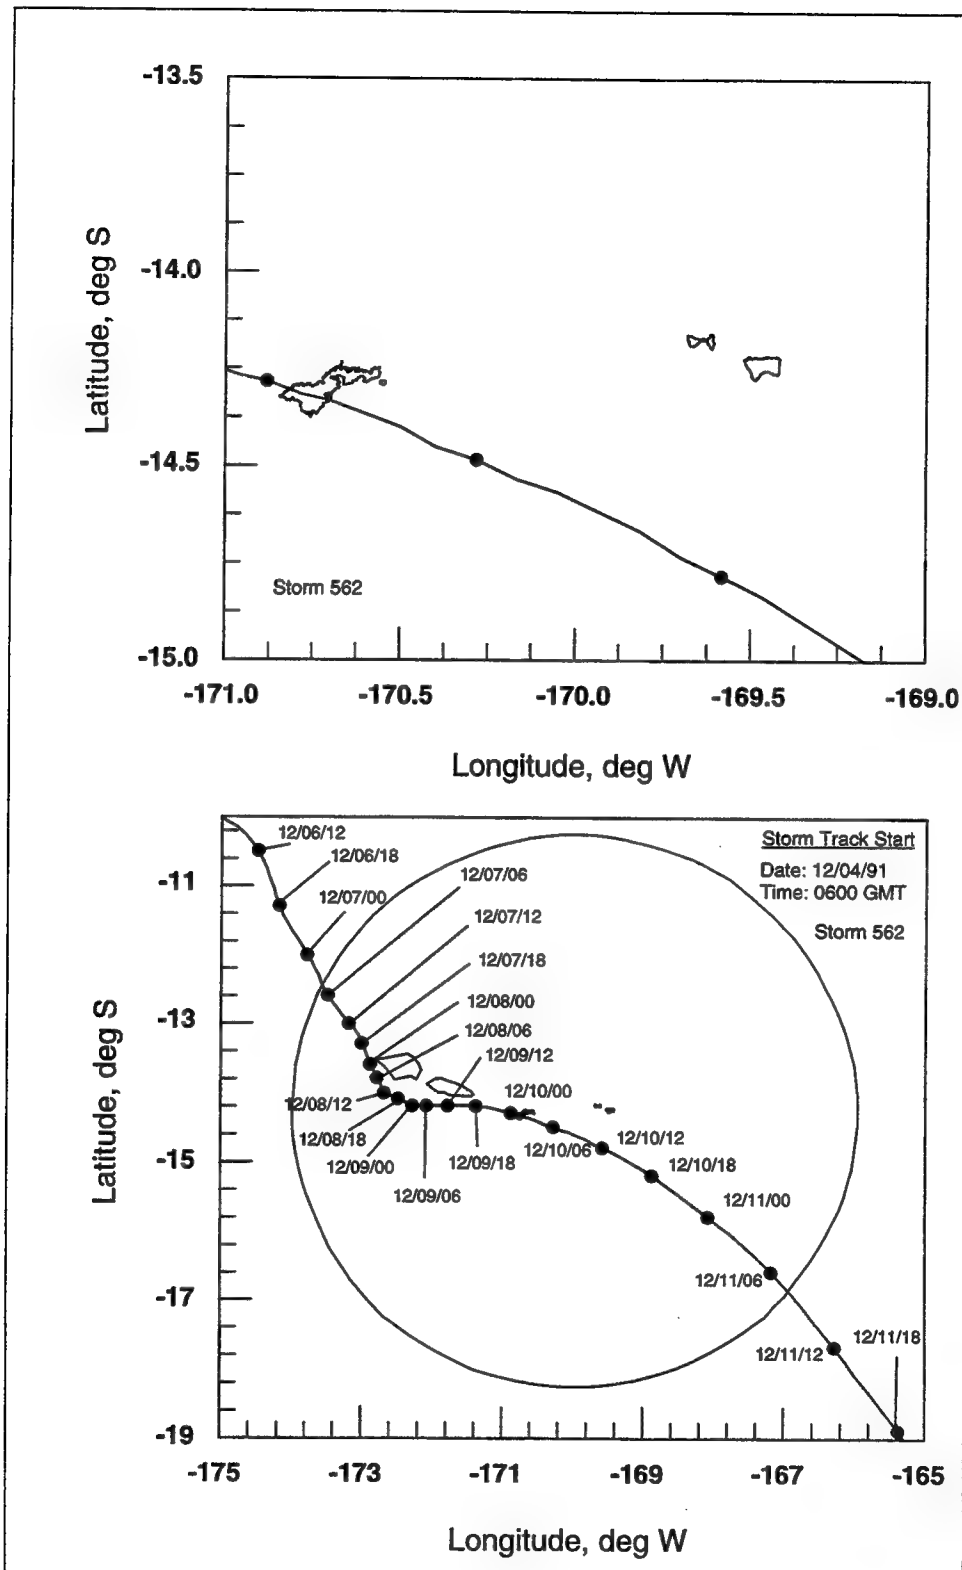 -13.5
-14.0
-14.5
-15.0
Latitude, deg S
Storm 562
-171.0 -170.5 -170.0 -169.5 -169.0
Longitude, deg W
Storm Track Start
Date: 12/04/91
Time: 0600 GMT
Storm 562
12/06/12
12/06/18
12/07/00
12/07/06
12/07/12
12/07/18
12/08/00
12/08/06
12/09/12
12/10/00
12/08/12
12/08/18
12/09/00
12/09/06
12/09/18
12/10/06
12/10/12
12/10/18
12/11/00
12/11/06
12/11/12
12/11/18
-11
-13
-15
-17
-19
Latitude, deg S
-175 -173 -171 -169 -167 -165
Longitude, deg W